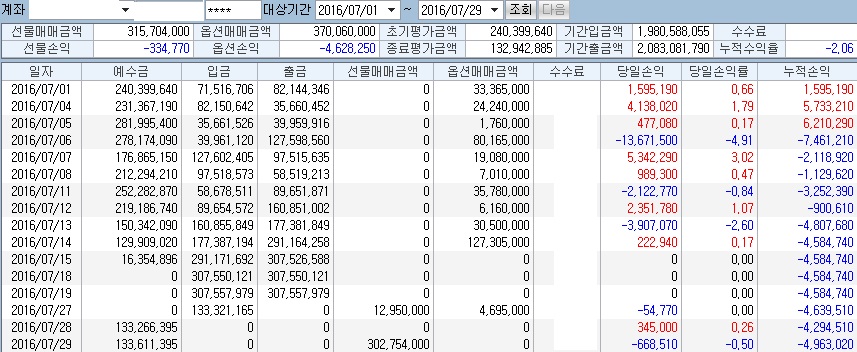 계좌 **** 대상기간 2016/07/01 ~ 2016/07/29 조회 다음
선물매매금액 315,704,000 옵션매매금액 370,060,000 초기평가금액 240,399,640 기간입금액 1,980,588,055 수수료
선물손익 -334,770 옵션손익 -4,628,250 종료평가금액 132,942,885 기간출금액 2,083,081,790 누적수익률 -2,06
일자 예수금 입금 출금 선물매매금액 옵션매매금액 수수료 당일손익 당일손익률 누적손익
2016/07/01 240,399,640 71,516,706 82,144,346 0 33,365,000 1,595,190 0,66 1,595,190
2016/07/04 231,367,190 82,150,642 35,660,452 0 24,240,000 4,138,020 1,79 5,733,210
2016/07/05 281,995,400 35,661,526 39,959,916 0 1,760,000 477,080 0,17 6,210,290
2016/07/06 278,174,090 39,961,120 127,598,560 0 80,165,000 -13,671,500 -4,91 -7,461,210
2016/07/07 176,865,150 127,602,405 97,515,635 0 19,080,000 5,342,290 3,02 -2,118,920
2016/07/08 212,294,210 97,518,573 58,519,213 0 7,010,000 989,300 0,47 -1,129,620
2016/07/11 252,282,870 58,678,511 89,651,871 0 35,780,000 -2,122,770 -0,84 -3,252,390
2016/07/12 219,186,740 89,654,572 160,851,002 0 6,160,000 2,351,780 1,07 -900,610
2016/07/13 150,342,090 160,855,849 177,381,849 0 30,500,000 -3,907,070 -2,60 -4,807,680
2016/07/14 129,909,020 177,387,194 291,164,258 0 127,305,000 222,940 0,17 -4,584,740
2016/07/15 16,354,896 291,171,692 307,526,588 0 0 0 0,00 -4,584,740
2016/07/18 0 307,550,121 307,550,121 0 0 0 0,00 -4,584,740
2016/07/19 0 307,557,979 307,557,979 0 0 0 0,00 -4,584,740
2016/07/27 0 133,321,165 0 12,950,000 4,695,000 -54,770 0,00 -4,639,510
2016/07/28 133,266,395 0 0 0 0 345,000 0,26 -4,294,510
2016/07/29 133,611,395 0 0 302,754,000 0 -668,510 -0,50 -4,963,020